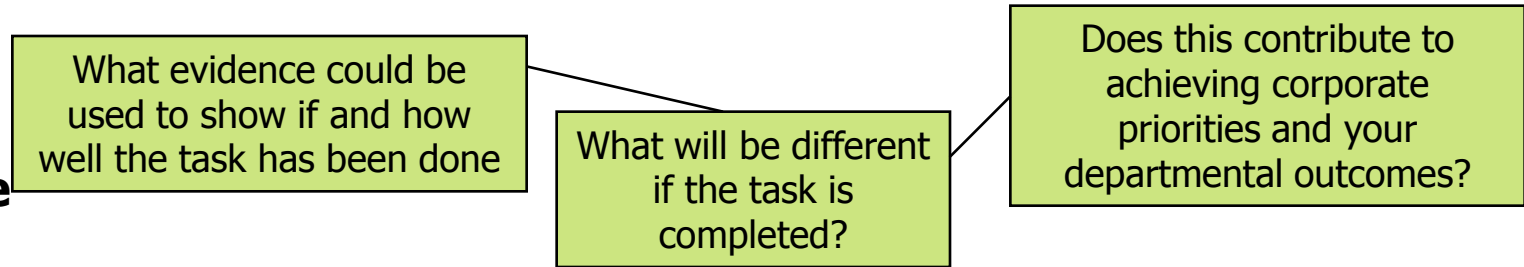 What evidence could be
used to show if and how
well the task has been done
e
What will be different
if the task is
completed?
Does this contribute to
achieving corporate
priorities and your
departmental outcomes?